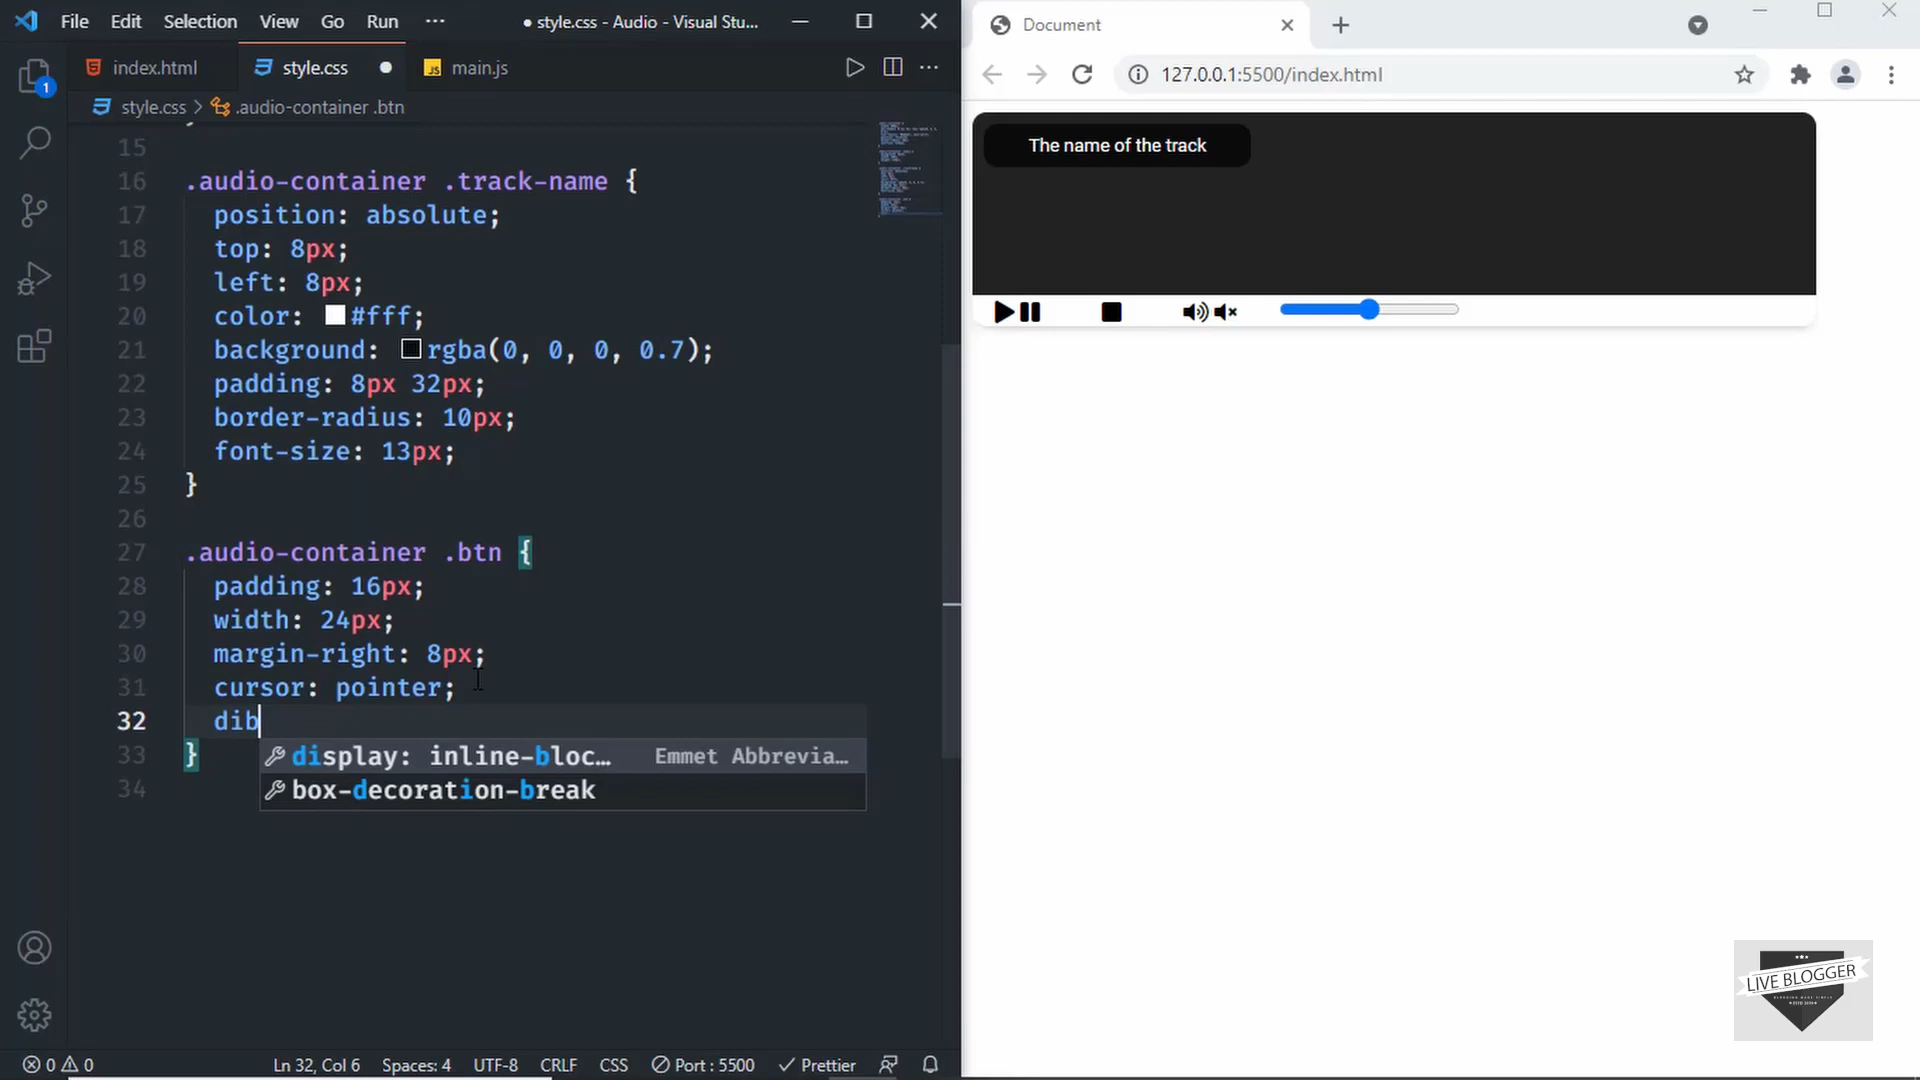 File Edit Selection View Go Run ···
● style.css - Audio - Visual Stu...
index.html
style.css
JS main.js
1
style.css > .audio-container .btn
15
16 .audio-container .track-name {
17 position: absolute;
18 top: 8px;
19 left: 8px;
20 color: #fff;
21 background: rgba(0, 0, 0, 0.7);
22 padding: 8px 32px;
23 border-radius: 10px;
24 font-size: 13px;
25 }
26
27 .audio-container .btn {
28 padding: 16px;
29 width: 24px;
30 margin-right: 8px;
31 cursor: pointer;
32 dib
33 }
display: inline-bloc... Emmet Abbrevia...
box-decoration-break
34
0 0 Ln 32, Col 6 Spaces: 4 UTF-8 CRLF CSS Port : 5500 Prettier
Document
127.0.0.1:5500/index.html
The name of the track
LIVE BLOGGER